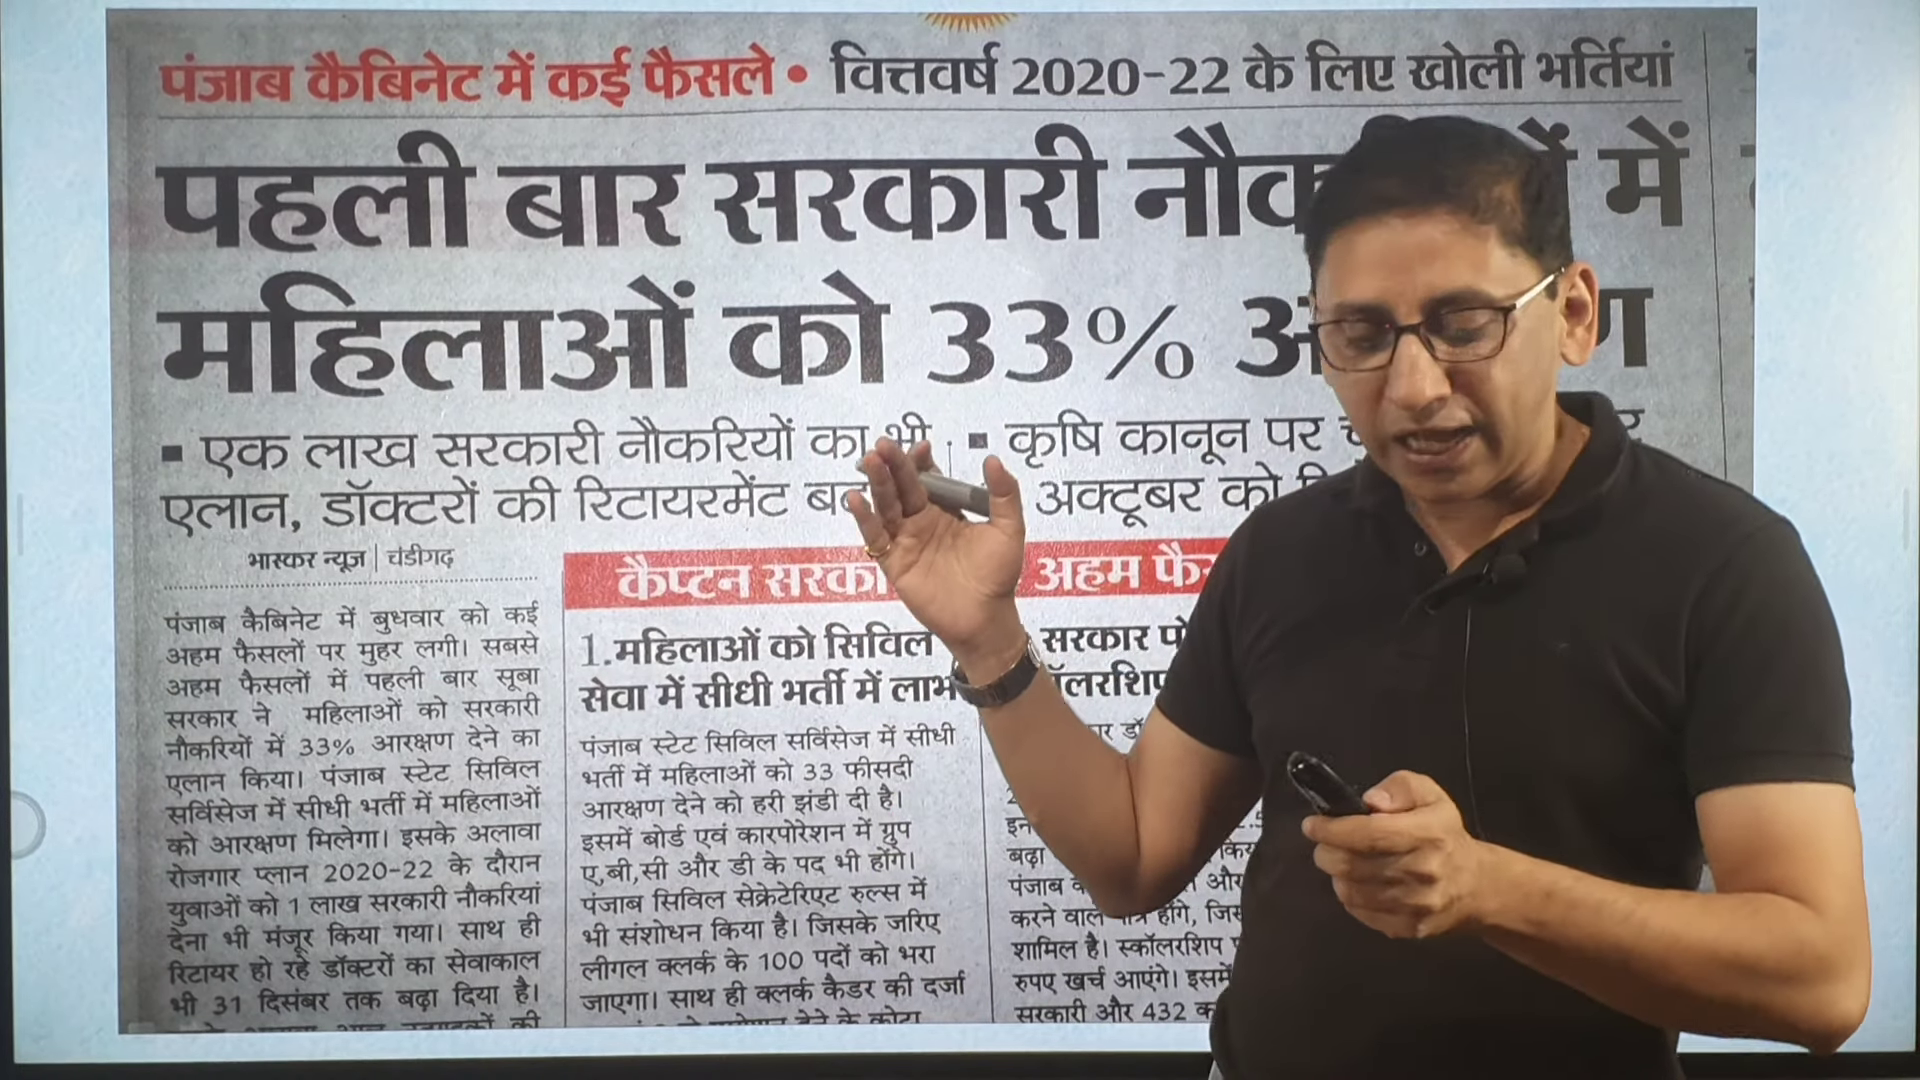 पंजाब कैबिनेट में कई फैसले • वित्तवर्ष 2020-22 के लिए खोली भर्तियां
पहली बार सरकारी में
महिलाओं को 33%
▪ एक लाख सरकारी नौकरियों का भी
एलान, डॉक्टरों की रिटायरमेंट
▪ कृषि कानून पर
अक्टूबर को
भास्कर न्यूज | चंडीगढ़
पंजाब कैबिनेट में बुधवार को कई
अहम फैसलों पर मुहर लगी। सबसे
अहम फैसलों में पहली बार सूबा
सरकार ने महिलाओं को सरकारी
नौकरियों में 33% आरक्षण देने का
एलान किया। पंजाब स्टेट सिविल
सर्विसेज में सीधी भर्ती में महिलाओं
को आरक्षण मिलेगा। इसके अलावा
रोजगार प्लान 2020-22 के दौरान
युवाओं को 1 लाख सरकारी नौकरियां
देना भी मंजूर किया गया। साथ ही
रिटायर हो रहे डॉक्टरों का सेवाकाल
भी 31 दिसंबर तक बढ़ा दिया है।
कैप्टन अहम
1.महिलाओं को सिविल
सेवा में सीधी भर्ती में लाभ
पंजाब स्टेट सिविल सर्विसेज में सीधी
भर्ती में महिलाओं को 33 फीसदी
आरक्षण देने को हरी झंडी दी है।
इसमें बोर्ड एवं कारपोरेशन में ग्रुप
ए,बी,सी और डी के पद भी होंगे।
पंजाब सिविल सेक्रेटेरिएट रुल्स में
भी संशोधन किया है। जिसके जरिए
लीगल क्लर्क के 100 पदों को भरा
जाएगा। साथ ही क्लर्क कैडर की दर्जा
सरकार
बढ़ा
पंजाब और
करने वाले होंगे,
शामिल है। स्कॉलरशिप
रुपए खर्च आएंगे। इसमें
सरकारी और 432